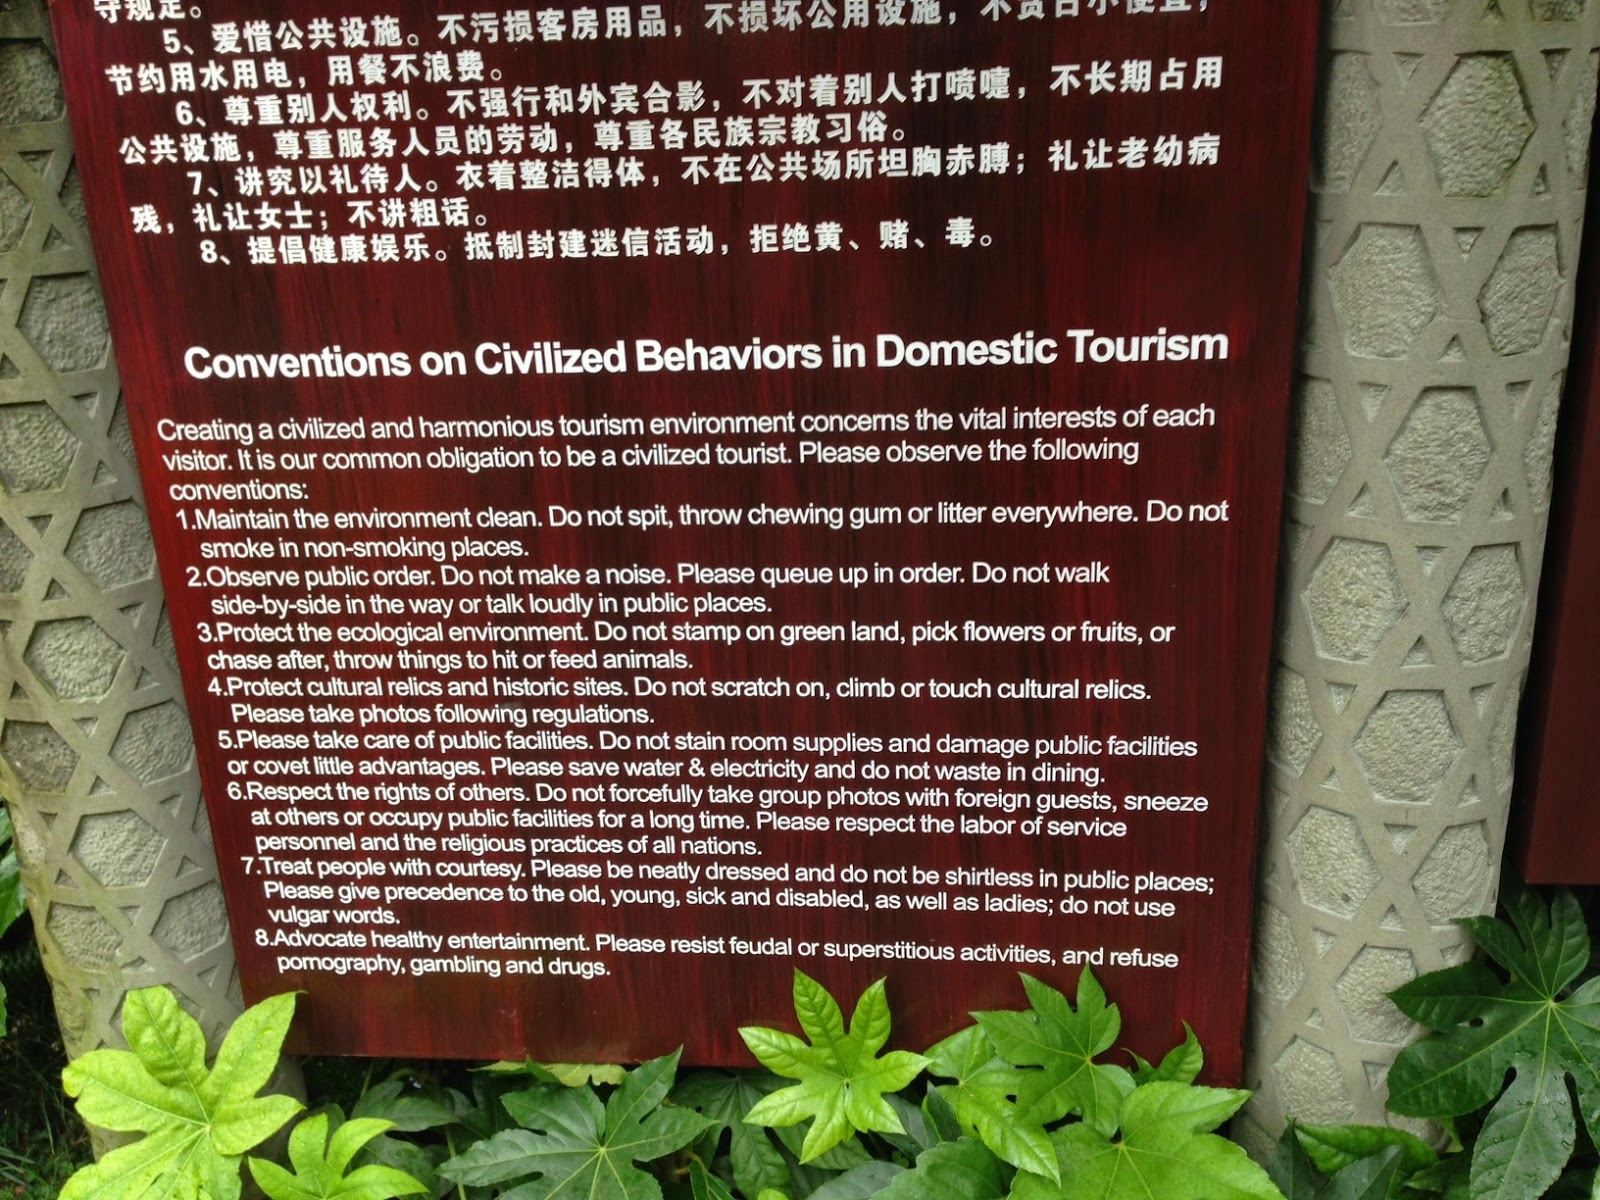 守规定。
5、爱惜公共设施。不污损客房用品，不损坏公用设施，不贪占小便宜，
节约用水用电，用餐不浪费。
6、尊重别人权利。不强行和外宾合影，不对着别人打喷嚏，不长期占用
公共设施，尊重服务人员的劳动，尊重各民族宗教习俗。
7、讲究以礼待人。衣着整洁得体，不在公共场所坦胸赤膊；礼让老幼病
残，礼让女士；不讲粗话。
8、提倡健康娱乐。抵制封建迷信活动，拒绝黄、赌、毒。
Conventions on Civilized Behaviors in Domestic Tourism
Creating a civilized and harmonious tourism environment concerns the vital interests of each
visitor. It is our common obligation to be a civilized tourist. Please observe the following
conventions:
1.Maintain the environment clean. Do not spit, throw chewing gum or litter everywhere. Do not
smoke in non-smoking places.
2.Observe public order. Do not make a noise. Please queue up in order. Do not walk
side-by-side in the way or talk loudly in public places.
3.Protect the ecological environment. Do not stamp on green land, pick flowers or fruits, or
chase after, throw things to hit or feed animals.
4.Protect cultural relics and historic sites. Do not scratch on, climb or touch cultural relics.
Please take photos following regulations.
5.Please take care of public facilities. Do not stain room supplies and damage public facilities
or covet little advantages. Please save water & electricity and do not waste in dining.
6.Respect the rights of others. Do not forcefully take group photos with foreign guests, sneeze
at others or occupy public facilities for a long time. Please respect the labor of service
personnel and the religious practices of all nations.
7.Treat people with courtesy. Please be neatly dressed and do not be shirtless in public places;
Please give precedence to the old, young, sick and disabled, as well as ladies; do not use
vulgar words.
8.Advocate healthy entertainment. Please resist feudal or superstitious activities, and refuse
pornography, gambling and drugs.